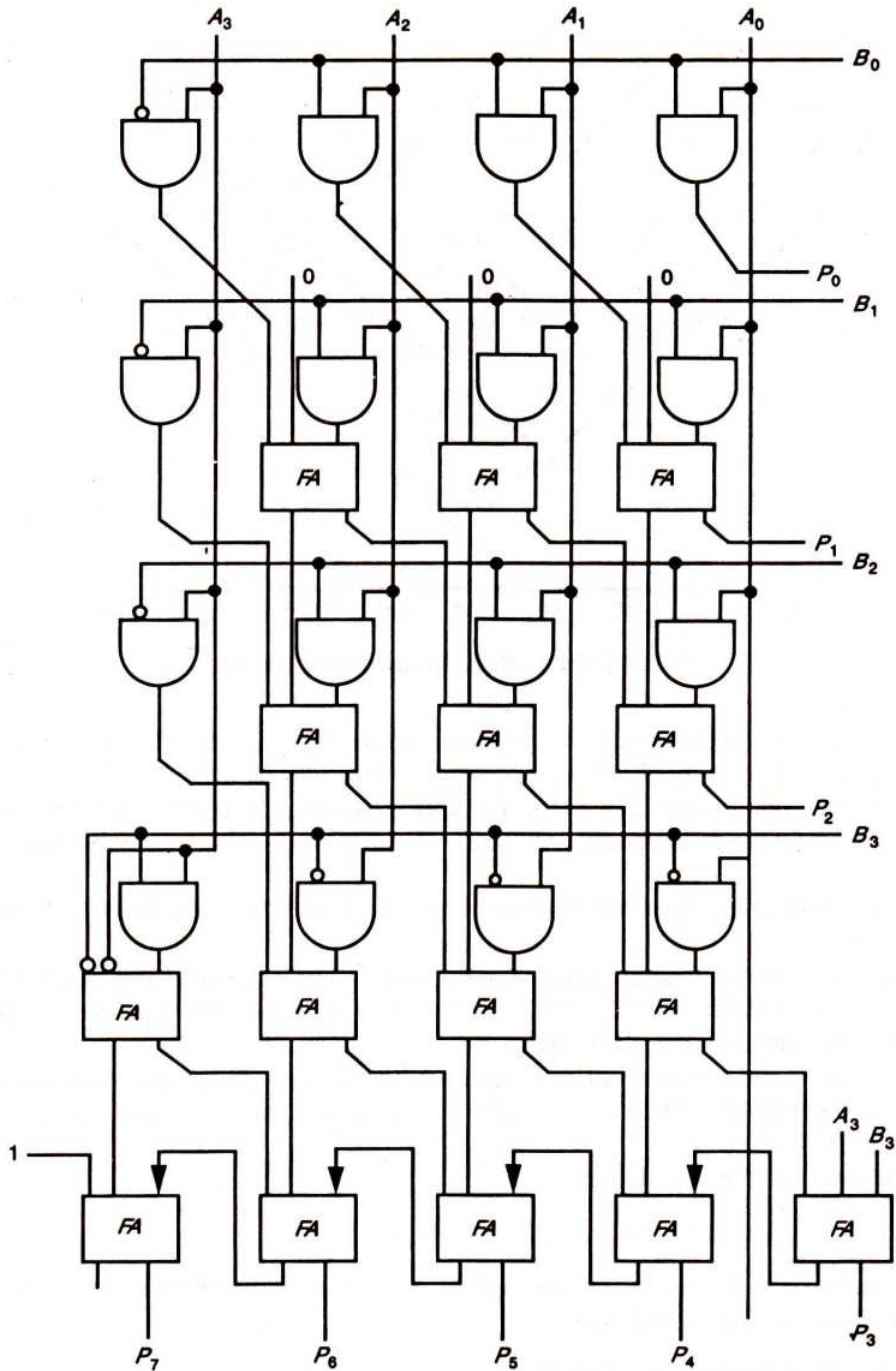 A₃ A₂ A₁ A₀
B₀
P₀
0 0 0
B₁
FA FA FA
P₁
B₂
FA FA FA
P₂
B₃
FA FA FA FA
A₃ B₃
1
FA FA FA FA FA
P₃
P₇ P₆ P₅ P₄